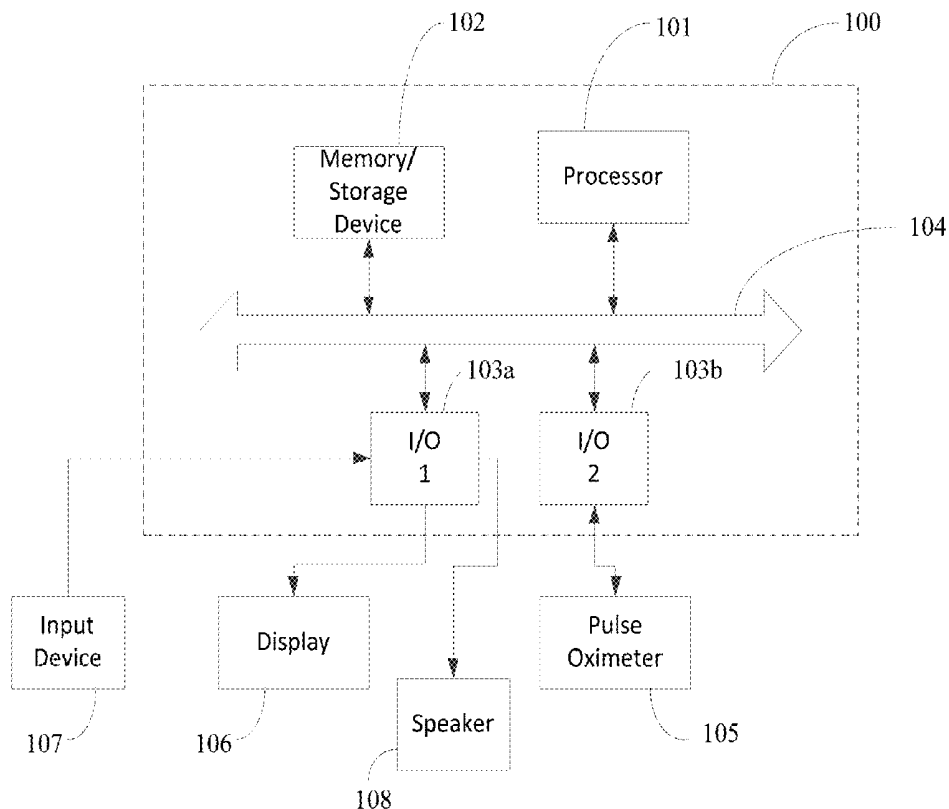 102
101
100
Memory/
Storage
Device
Processor
104
103a
103b
I/O
1
I/O
2
Input
Device
Display
Pulse
Oximeter
Speaker
107
106
105
108